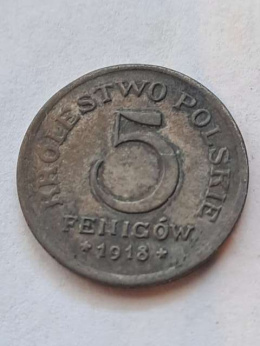 KRÓLESTWO POLSKIE
5
FENIGÓW
*1918*